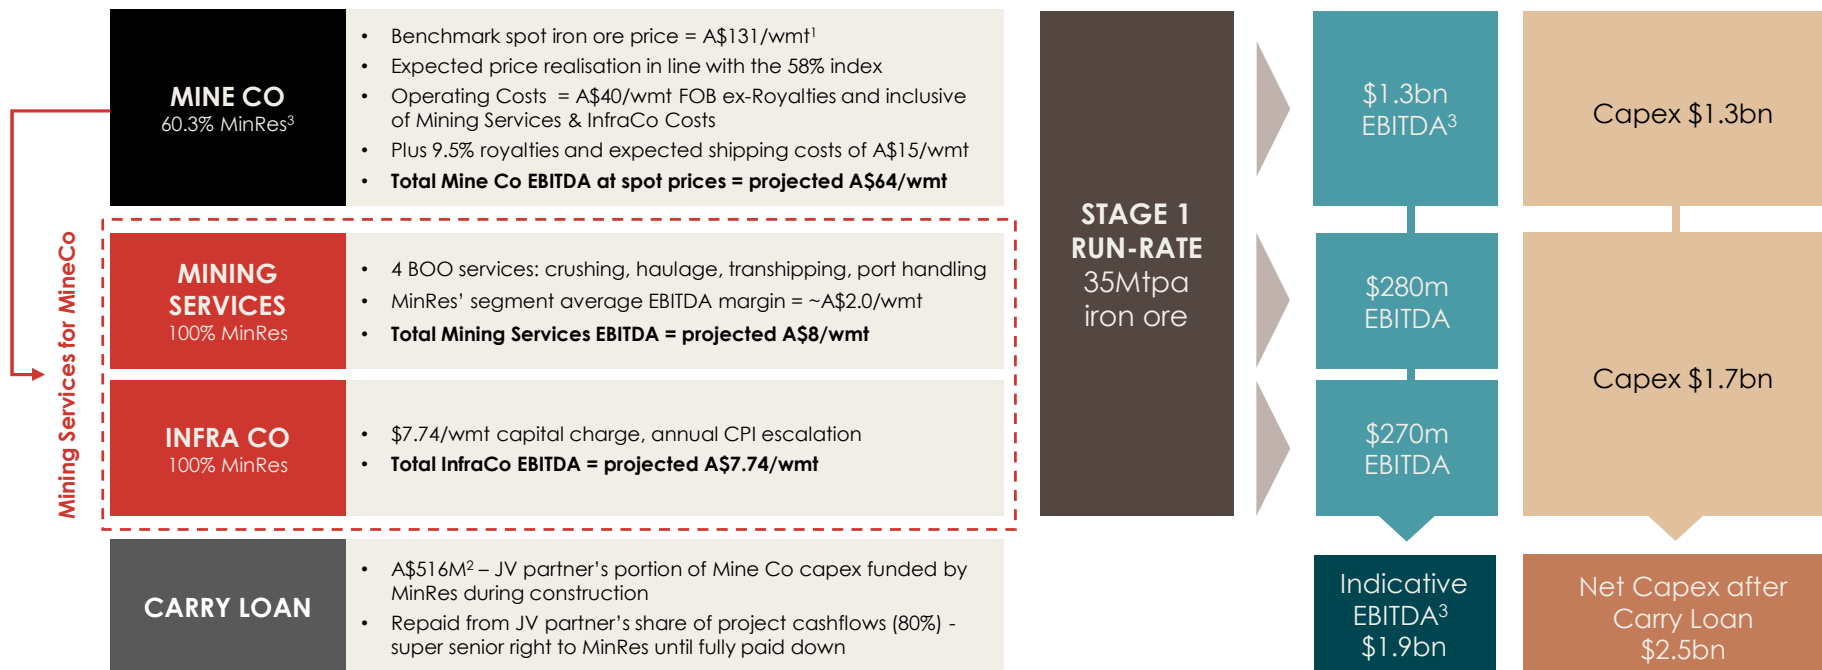 MINE CO
60.3% MinRes³
• Benchmark spot iron ore price = A$131/wmt¹
• Expected price realisation in line with the 58% index
• Operating Costs = A$40/wmt FOB ex-Royalties and inclusive
of Mining Services & InfraCo Costs
• Plus 9.5% royalties and expected shipping costs of A$15/wmt
• Total Mine Co EBITDA at spot prices = projected A$64/wmt
Mining Services for MineCo
MINING
SERVICES
100% MinRes
• 4 BOO services: crushing, haulage, transhipping, port handling
• MinRes' segment average EBITDA margin = ~A$2.0/wmt
• Total Mining Services EBITDA = projected A$8/wmt
INFRA CO
100% MinRes
• $7.74/wmt capital charge, annual CPI escalation
• Total InfraCo EBITDA = projected A$7.74/wmt
CARRY LOAN
• A$516M² – JV partner's portion of Mine Co capex funded by
MinRes during construction
• Repaid from JV partner's share of project cashflows (80%) -
super senior right to MinRes until fully paid down
STAGE 1
RUN-RATE
35Mtpa
iron ore
$1.3bn
EBITDA³
$280m
EBITDA
$270m
EBITDA
Indicative
EBITDA³
$1.9bn
Capex $1.3bn
Capex $1.7bn
Net Capex after
Carry Loan
$2.5bn